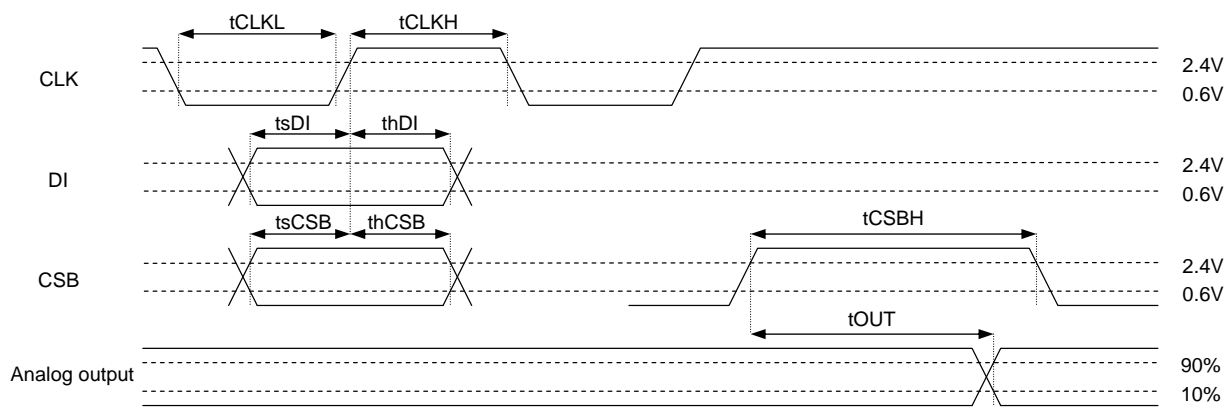 tCLKL
tCLKH
CLK
2.4V
0.6V
tsDI
thDI
DI
2.4V
0.6V
tsCSB
thCSB
tCSBH
CSB
2.4V
0.6V
tOUT
Analog output
90%
10%